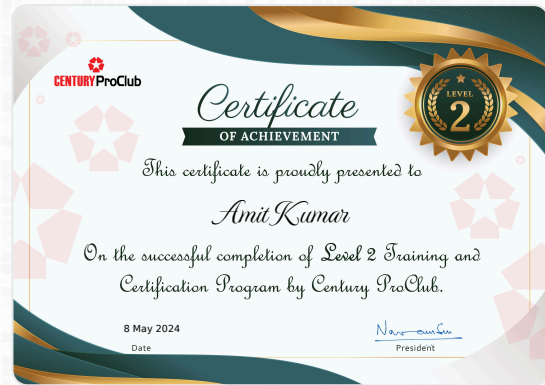 CENTURY ProClub
LEVEL
2
Certificate
OF ACHIEVEMENT
This certificate is proudly presented to
Amit Kumar
On the successful completion of Level 2 Training and
Certification Program by Century ProClub.
8 May 2024
Date
President